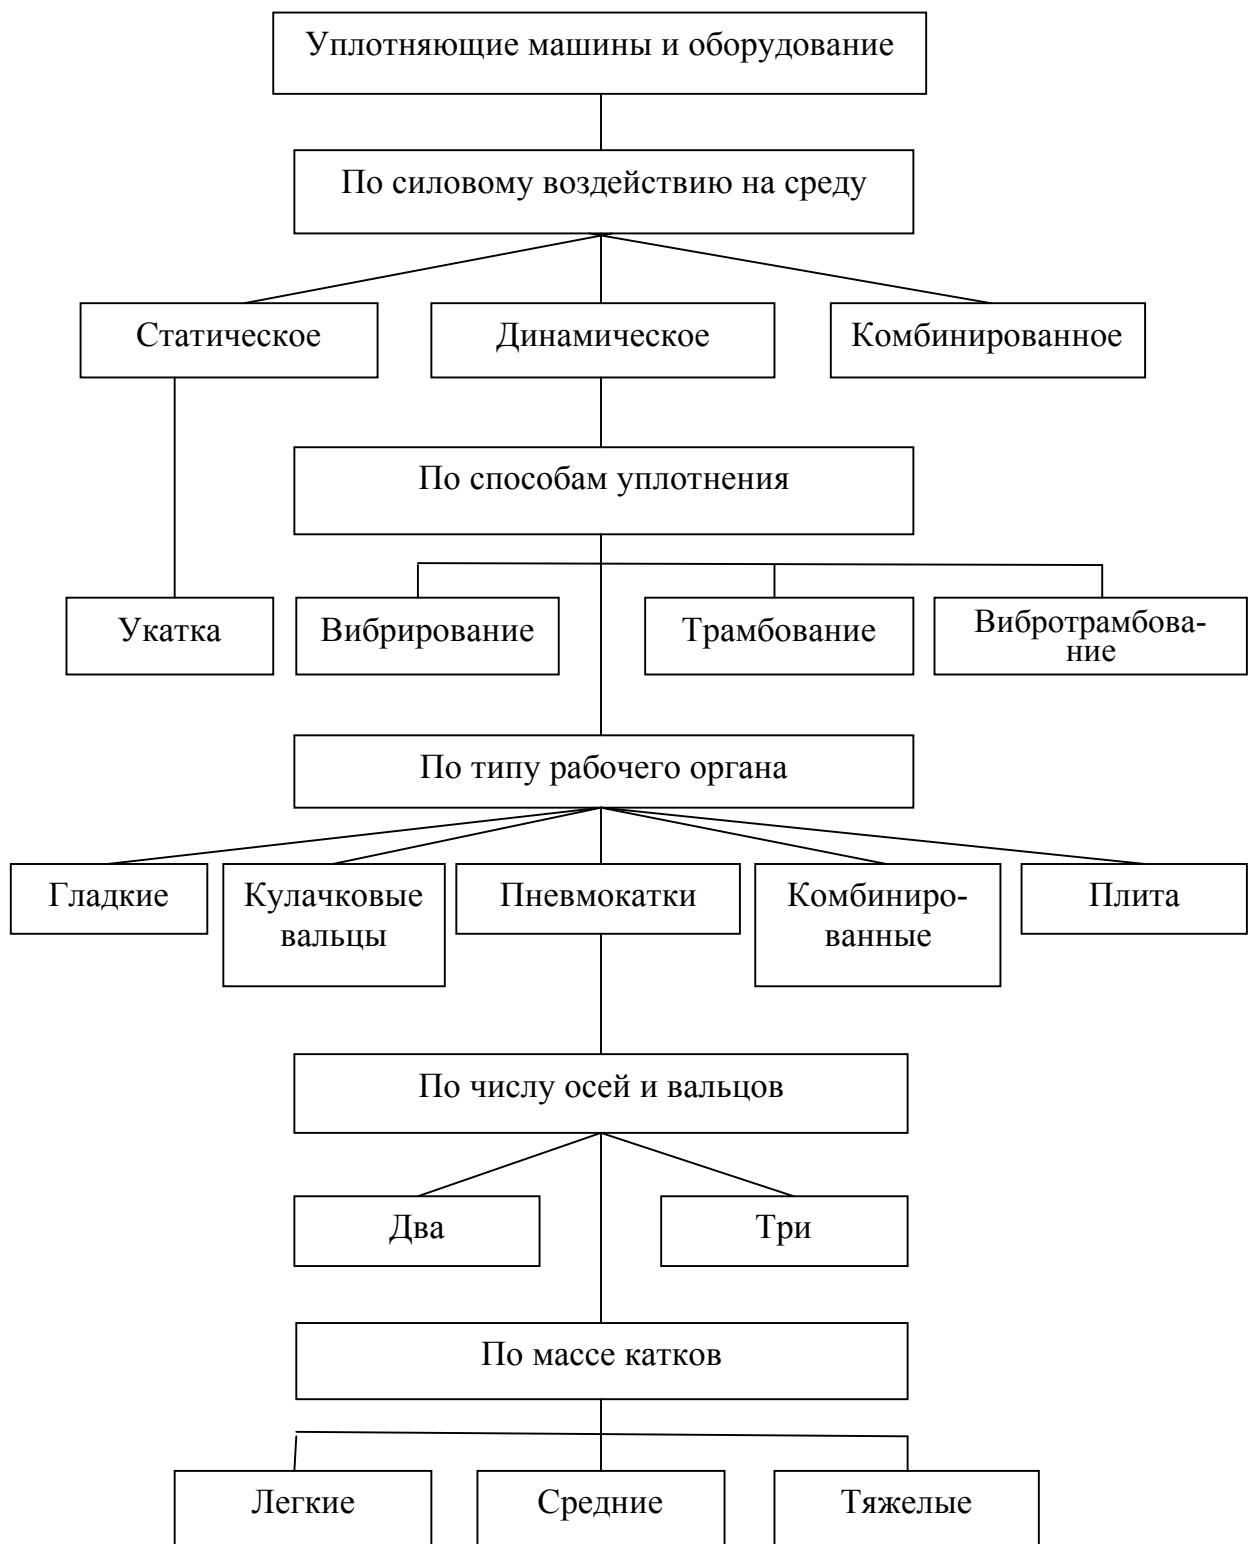 Уплотняющие машины и оборудование
По силовому воздействию на среду
Статическое
Динамическое
Комбинированное
По способам уплотнения
Укатка
Вибрирование
Трамбование
Вибротрамбова-
ние
По типу рабочего органа
Гладкие
Кулачковые
вальцы
Пневмокатки
Комбиниро-
ванные
Плита
По числу осей и вальцов
Два
Три
По массе катков
Легкие
Средние
Тяжелые